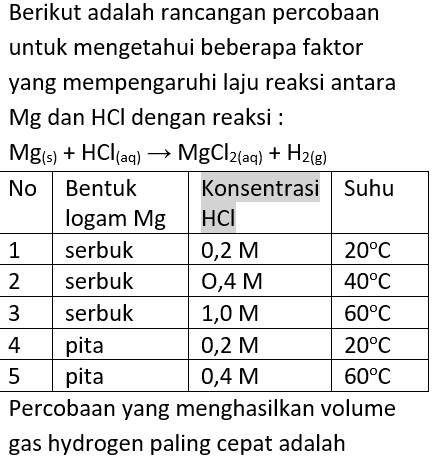 Berikut adalah rancangan percobaan
untuk mengetahui beberapa faktor
yang mempengaruhi laju reaksi antara
Mg dan HCl dengan reaksi :
Mg(s) + HCl(aq) → MgCl2(aq) + H2(g)
No Bentuk logam Mg Konsentrasi HCl Suhu
1 serbuk 0,2 M 20°C
2 serbuk O,4 M 40°C
3 serbuk 1,0 M 60°C
4 pita 0,2 M 20°C
5 pita 0,4 M 60°C
Percobaan yang menghasilkan volume
gas hydrogen paling cepat adalah